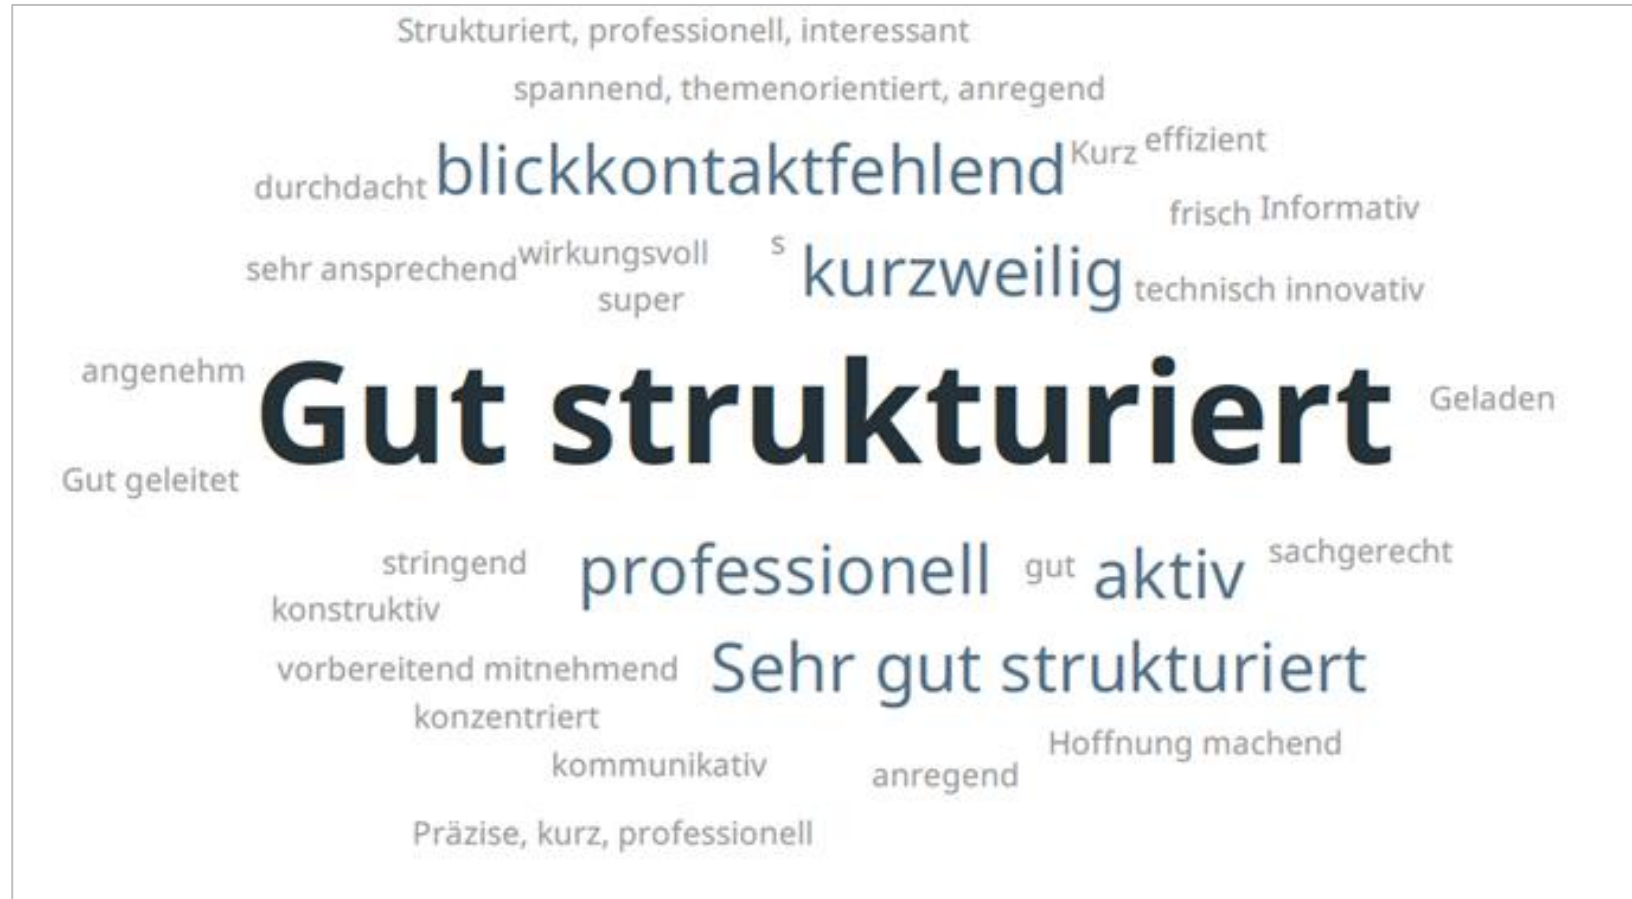 Strukturiert, professionell, interessant
spannend, themenorientiert, anregend
blickkontaktfehlend
Kurz
effizient
durchdacht
frisch
Informativ
sehr ansprechend
wirkungsvoll
s
kurzweilig
technisch innovativ
super
angenehm
Gut strukturiert
Geladen
Gut geleitet
stringend
professionell
gut
aktiv
sachgerecht
konstruktiv
vorbereitend mitnehmend
Sehr gut strukturiert
konzentriert
Hoffnung machend
kommunikativ
anregend
Präzise, kurz, professionell